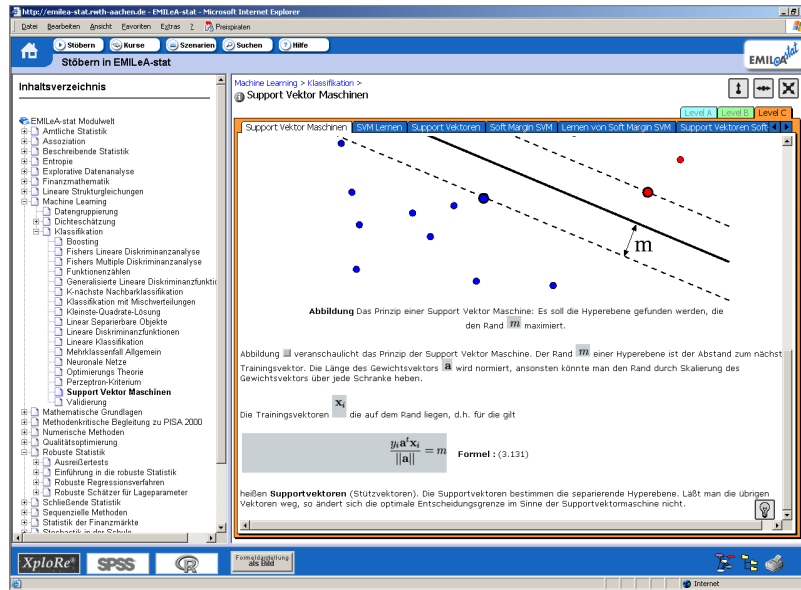 http://emilea-stat.rwth-aachen.de - EMILeA-stat - Microsoft Internet Explorer
Datei Bearbeiten Ansicht Favoriten Extras ? Preispiraten
Stöbern Kurse Szenarien Suchen Hilfe
Stöbern in EMILeA-stat
EMILeAstat
Inhaltsverzeichnis
EMILeA-stat Modulwelt
Amtliche Statistik
Assoziation
Beschreibende Statistik
Entropie
Explorative Datenanalyse
Finanzmathematik
Lineare Strukturgleichungen
Machine Learning
Datengruppierung
Dichteschätzung
Klassifikation
Boosting
Fishers Lineare Diskriminanzanalyse
Fishers Multiple Diskriminanzanalyse
Funktionenzählen
Generalisierte Lineare Diskriminanzfunktio
K-nächste Nachbarklassifikation
Klassifikation mit Mischverteilungen
Kleinste-Quadrate-Lösung
Linear Separierbare Objekte
Lineare Diskriminanzfunktionen
Lineare Klassifikation
Mehrklassenfall Allgemein
Neuronale Netze
Optimierungs Theorie
Perzeptron-Kriterium
Support Vektor Maschinen
Validierung
Mathematische Grundlagen
Methodenkritische Begleitung zu PISA 2000
Numerische Methoden
Qualitätsoptimierung
Robuste Statistik
Ausreißertests
Einführung in die robuste Statistik
Robuste Regressionsverfahren
Robuste Schätzer für Lageparameter
Schließende Statistik
Sequenzielle Methoden
Statistik der Finanzmärkte
Stochastik in der Schule
Machine Learning > Klassifikation >
Support Vektor Maschinen
Level A Level B Level C
Support Vektor Maschinen SVM Lernen Support Vektoren Soft Margin SVM Lernen von Soft Margin SVM Support Vektoren Soft-
m
Abbildung Das Prinzip einer Support Vektor Maschine: Es soll die Hyperebene gefunden werden, die
den Rand m maximiert.
Abbildung veranschaulicht das Prinzip der Support Vektor Maschine. Der Rand m einer Hyperebene ist der Abstand zum nächst
Trainingsvektor. Die Länge des Gewichtsvektors a wird normiert, ansonsten könnte man den Rand durch Skalierung des
Gewichtsvektors über jede Schranke heben.
Die Trainingsvektoren xᵢ die auf dem Rand liegen, d.h. für die gilt
yᵢaᵗxᵢ / ||a|| = m Formel : (3.131)
heißen Supportvektoren (Stützvektoren). Die Supportvektoren bestimmen die separierende Hyperebene. Läßt man die übrigen
Vektoren weg, so ändert sich die optimale Entscheidungsgrenze im Sinne der Supportvektormaschine nicht.
XploRe® SPSS R
Formeldarstellung
als Bild
Internet